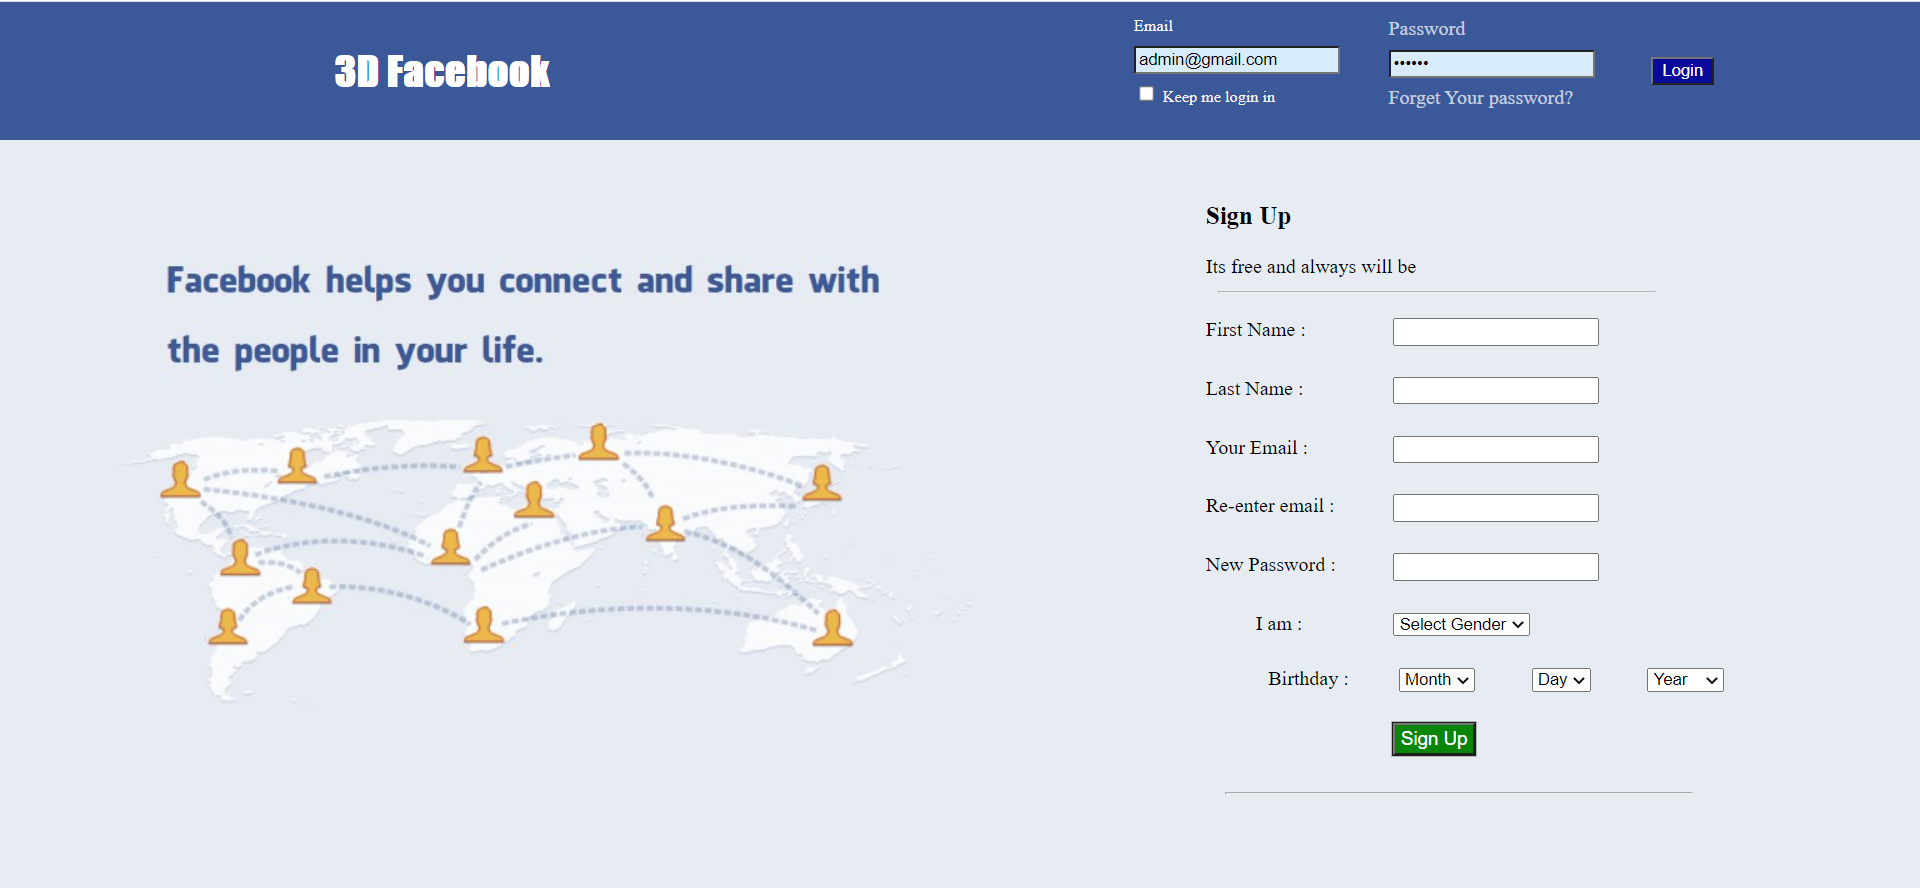 3D Facebook
Email
Password
admin@gmail.com
••••••
Login
Keep me login in
Forget Your password?
Facebook helps you connect and share with
the people in your life.
Sign Up
Its free and always will be
First Name :
Last Name :
Your Email :
Re-enter email :
New Password :
I am :
Select Gender
Birthday :
Month
Day
Year
Sign Up